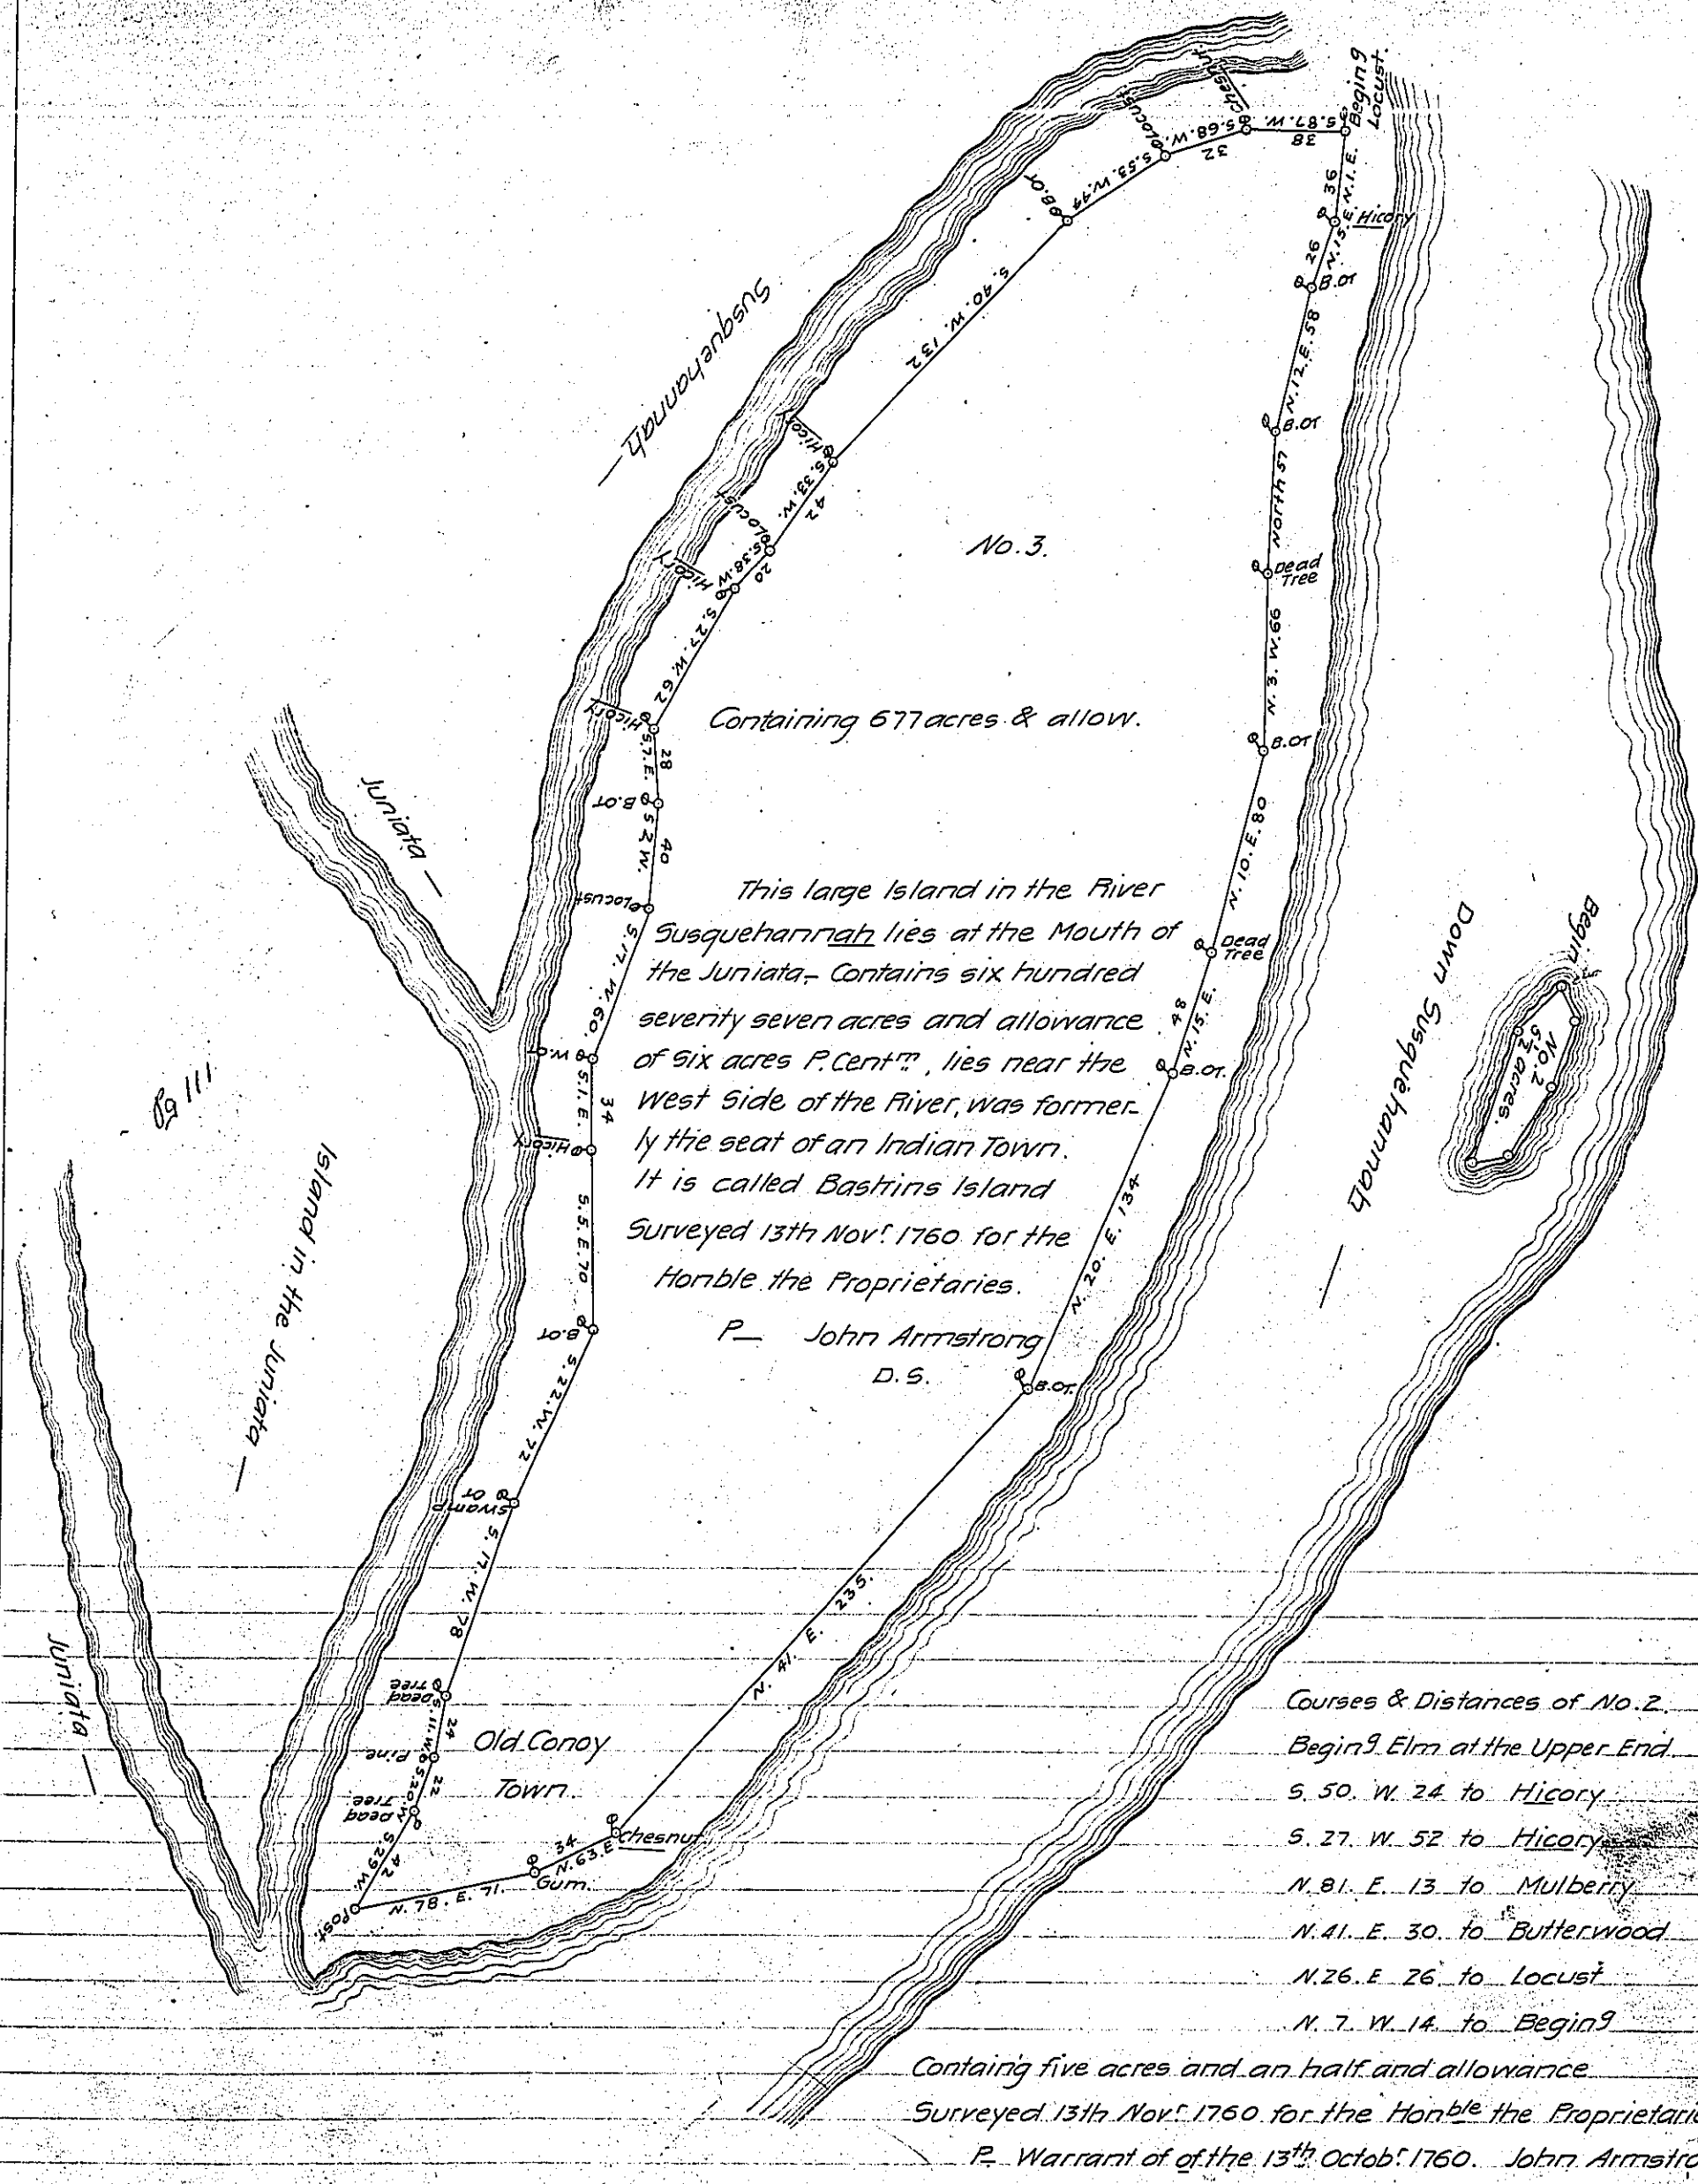 Begin9
Locust.
S. 87. W.
38
chesnut
S. 68. W.
32
Locust
S. 53. W. 44
B.O.
S. 40. W. 132
Hicory
S. 33. W.
42
Locust
S. 38. W.
20
Hicory
S. 27. W. 62
Hicory
S. 7. E.
28
B.OT
S 2 W.
40
Locust
S. 17. W. 60.
W.OT
S. 1. E.
34
Hicory
S. 5. E. 70
B.OT
S. 22. W. 72
Swamp
OT
S. 17. W. 78
Dead
Tree
S. 11. W.
24
Pine
S. 20 W
22
Dead
Tree
S 29 W.
42
Post
N. 78. E. 71.
Gum.
34
N. 63. E
Chesnut
N. 41. E. 235.
B.OT.
N. 20. E. 134
B.OT.
48
N. 15. E.
Dead
Tree
N. 10. E. 80
B.OT
N. 3. W. 66
Dead
Tree
North 57
B.OT
N. 12. E. 58
B.OT
26
N. 15. E.
Hicory
36
N. 1. E.
Susquehannah
No. 3.
Containing 677 acres & allow.
Juniata
This large Island in the River
Susquehannah lies at the Mouth of
the Juniata– Contains six hundred
seventy seven acres and allowance
of six acres P. Centm, lies near the
West Side of the River, was former–
ly the seat of an Indian Town.
It is called Baskins Island
Surveyed 13th Novr. 1760 for the
Honble the Proprietaries.
P– John Armstrong
D.S.
Down Susquehannah
Begin9
No. 2
5½ acres.
Island in the Juniata
Juniata
Old Conoy
Town.
Courses & Distances of No. 2.
Begin9 Elm at the Upper End
S. 50. W 24 to Hicory
S. 27. W 52 to Hicory
N. 81. E. 13 to Mulberry
N. 41. E. 30. to Butterwood
N. 26. E 26. to Locust
N. 7. W. 14. to Begin9
Containg five acres and an half and allowance
Surveyed 13th Novr 1760 for the Honble the Proprietarie
P– Warrant of of the 13th Octobr. 1760. John Armstro